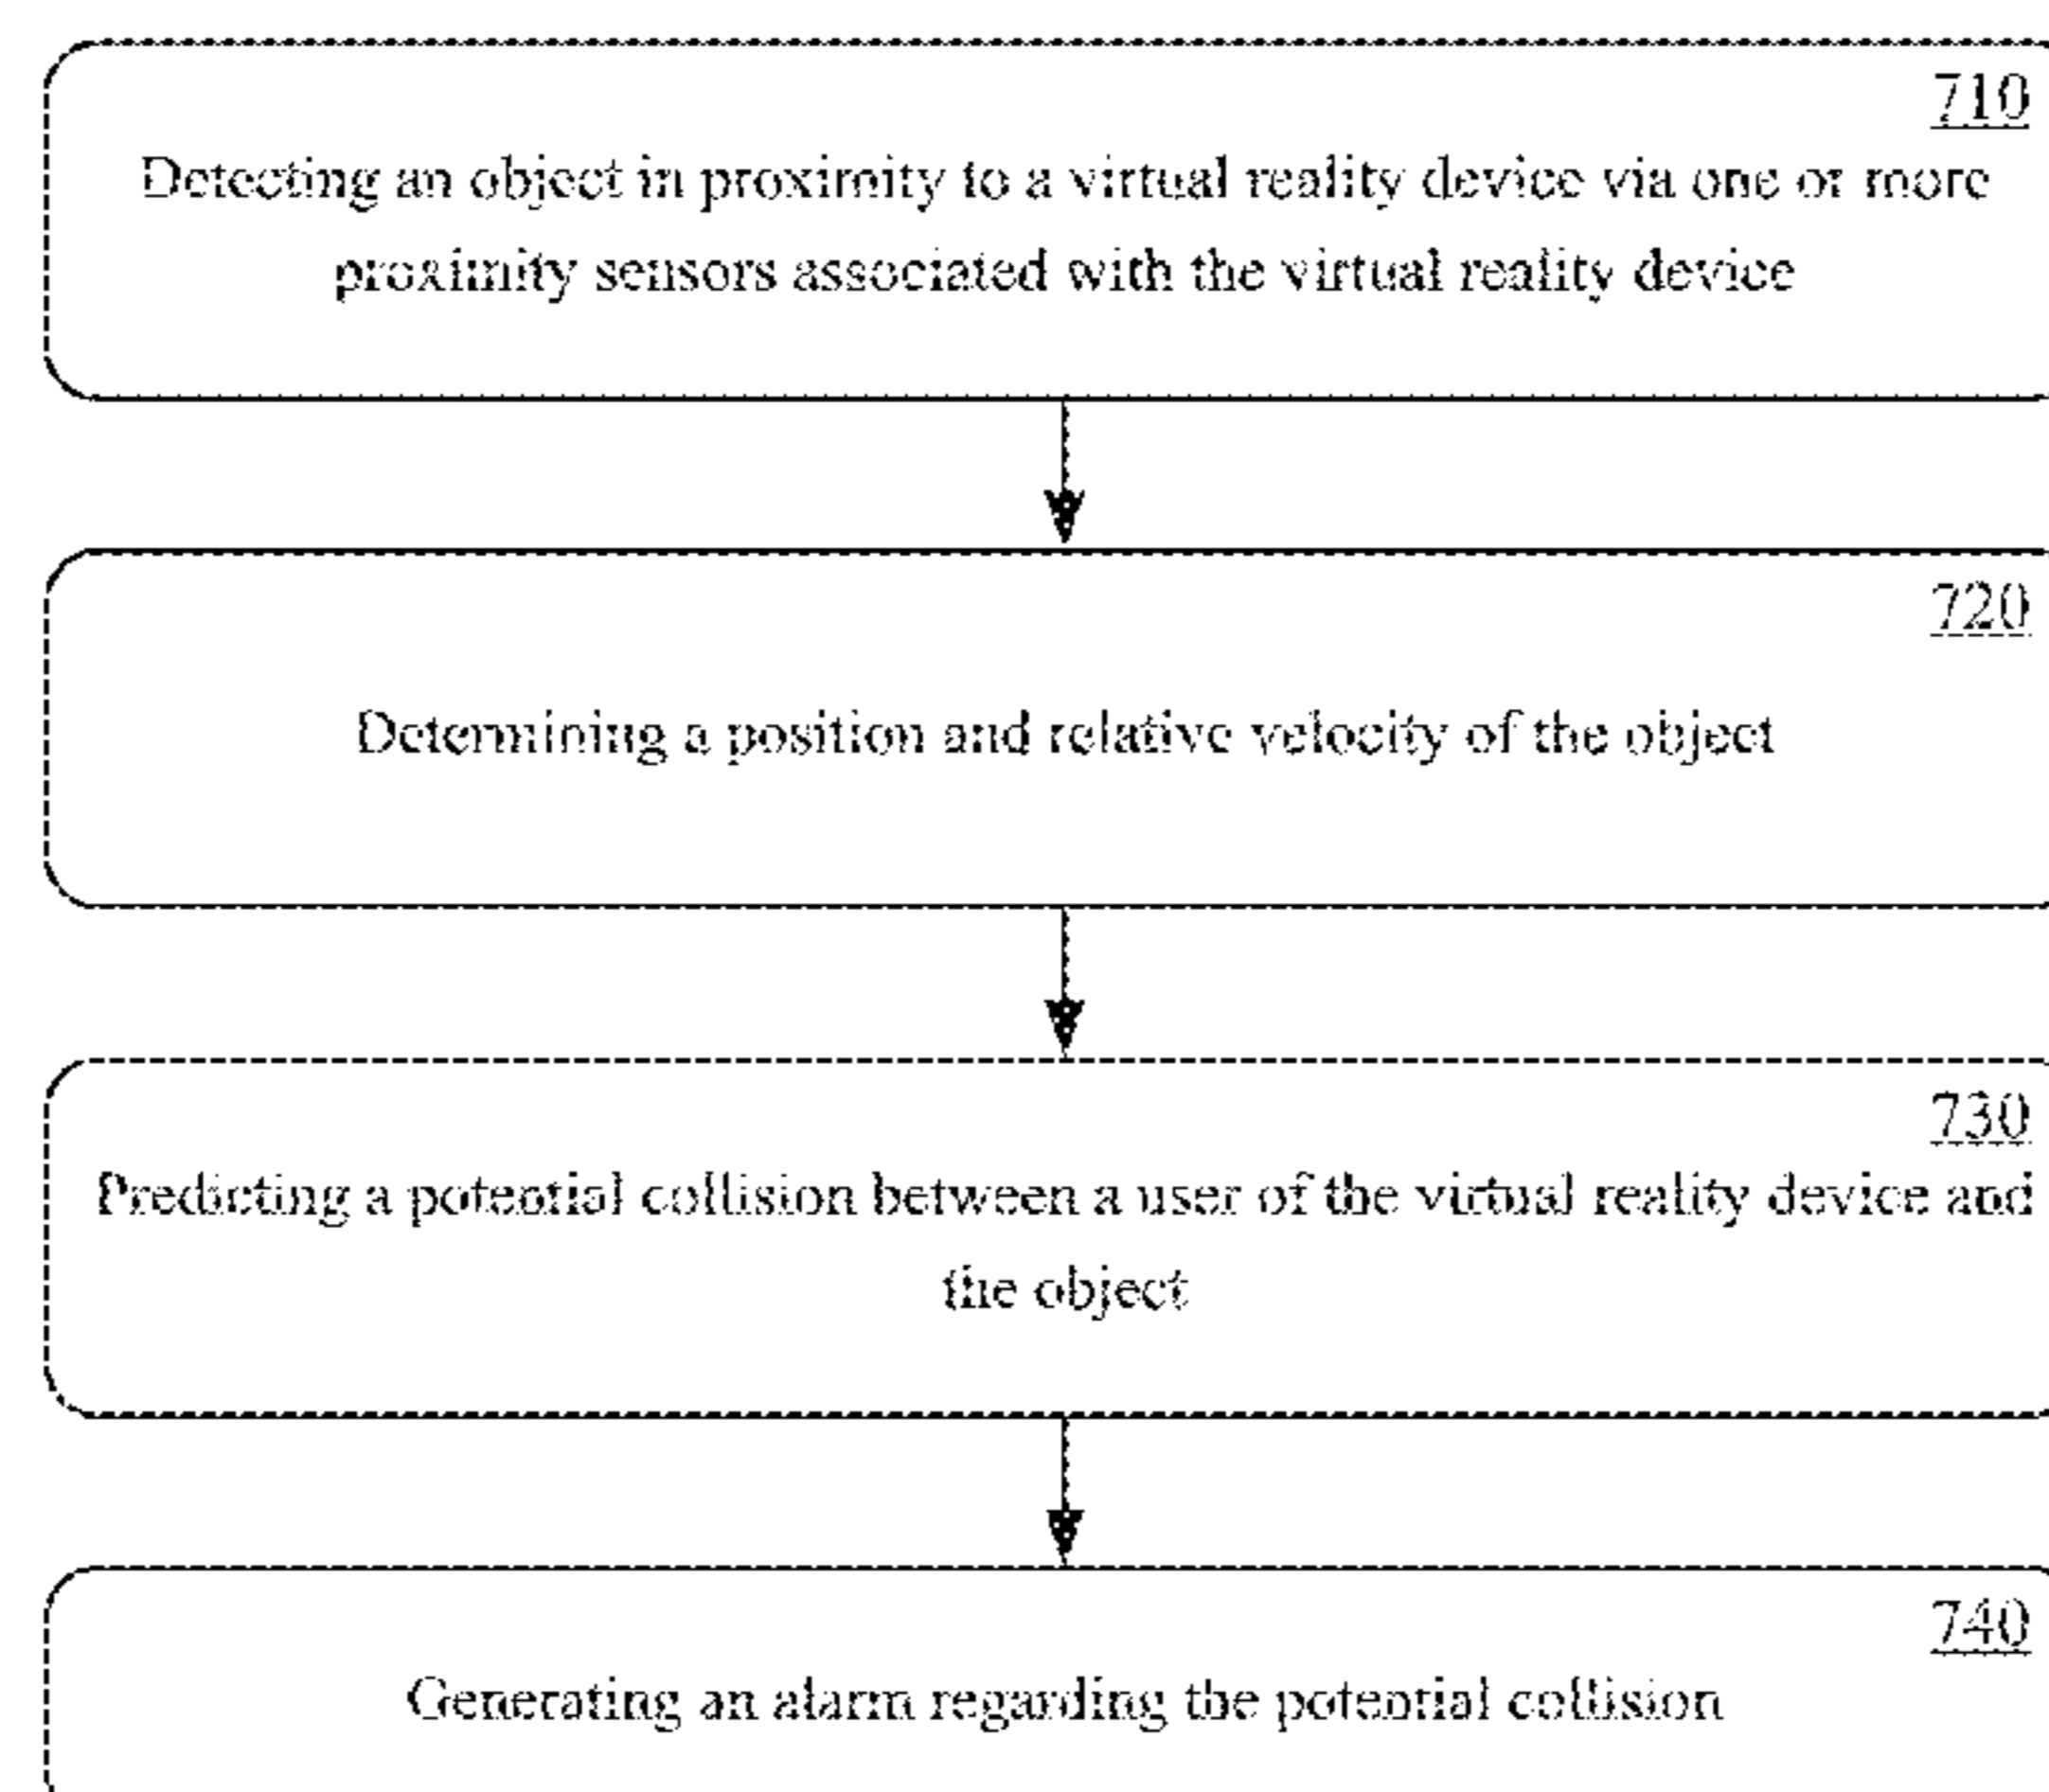 710
Detecting an object in proximity to a virtual reality device via one or more
proximity sensors associated with the virtual reality device
720
Determining a position and relative velocity of the object
730
Predicting a potential collision between a user of the virtual reality device and
the object
740
Generating an alarm regarding the potential collision